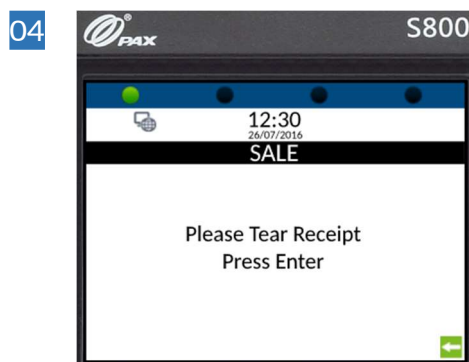 04
PAX® S800
12:30
26/07/2016
SALE
Please Tear Receipt
Press Enter